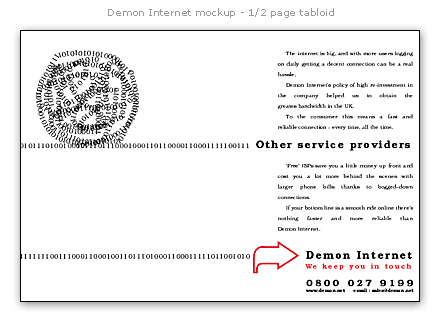 Demon Internet mockup - 1/2 page tabloid
The internet is big, and with more users logging
on daily getting a decent connection can be a real
hassle.
Demon Internet's policy of high re-investment in
the company helped us to obtain the
greatest bandwidth in the UK.
To the consumer this means a fast and
reliable connection - every time, all the time.
Other service providers
'Free' ISP's save you a little money up front and
cost you a lot more behind the scenes with
larger phone bills thanks to bogged-down
connections.
If your bottom line is a smooth ride online there's
nothing faster and more reliable than
Demon Internet.
Demon Internet
We keep you in touch
0800 027 9199
www.demon.net email: sales@demon.net